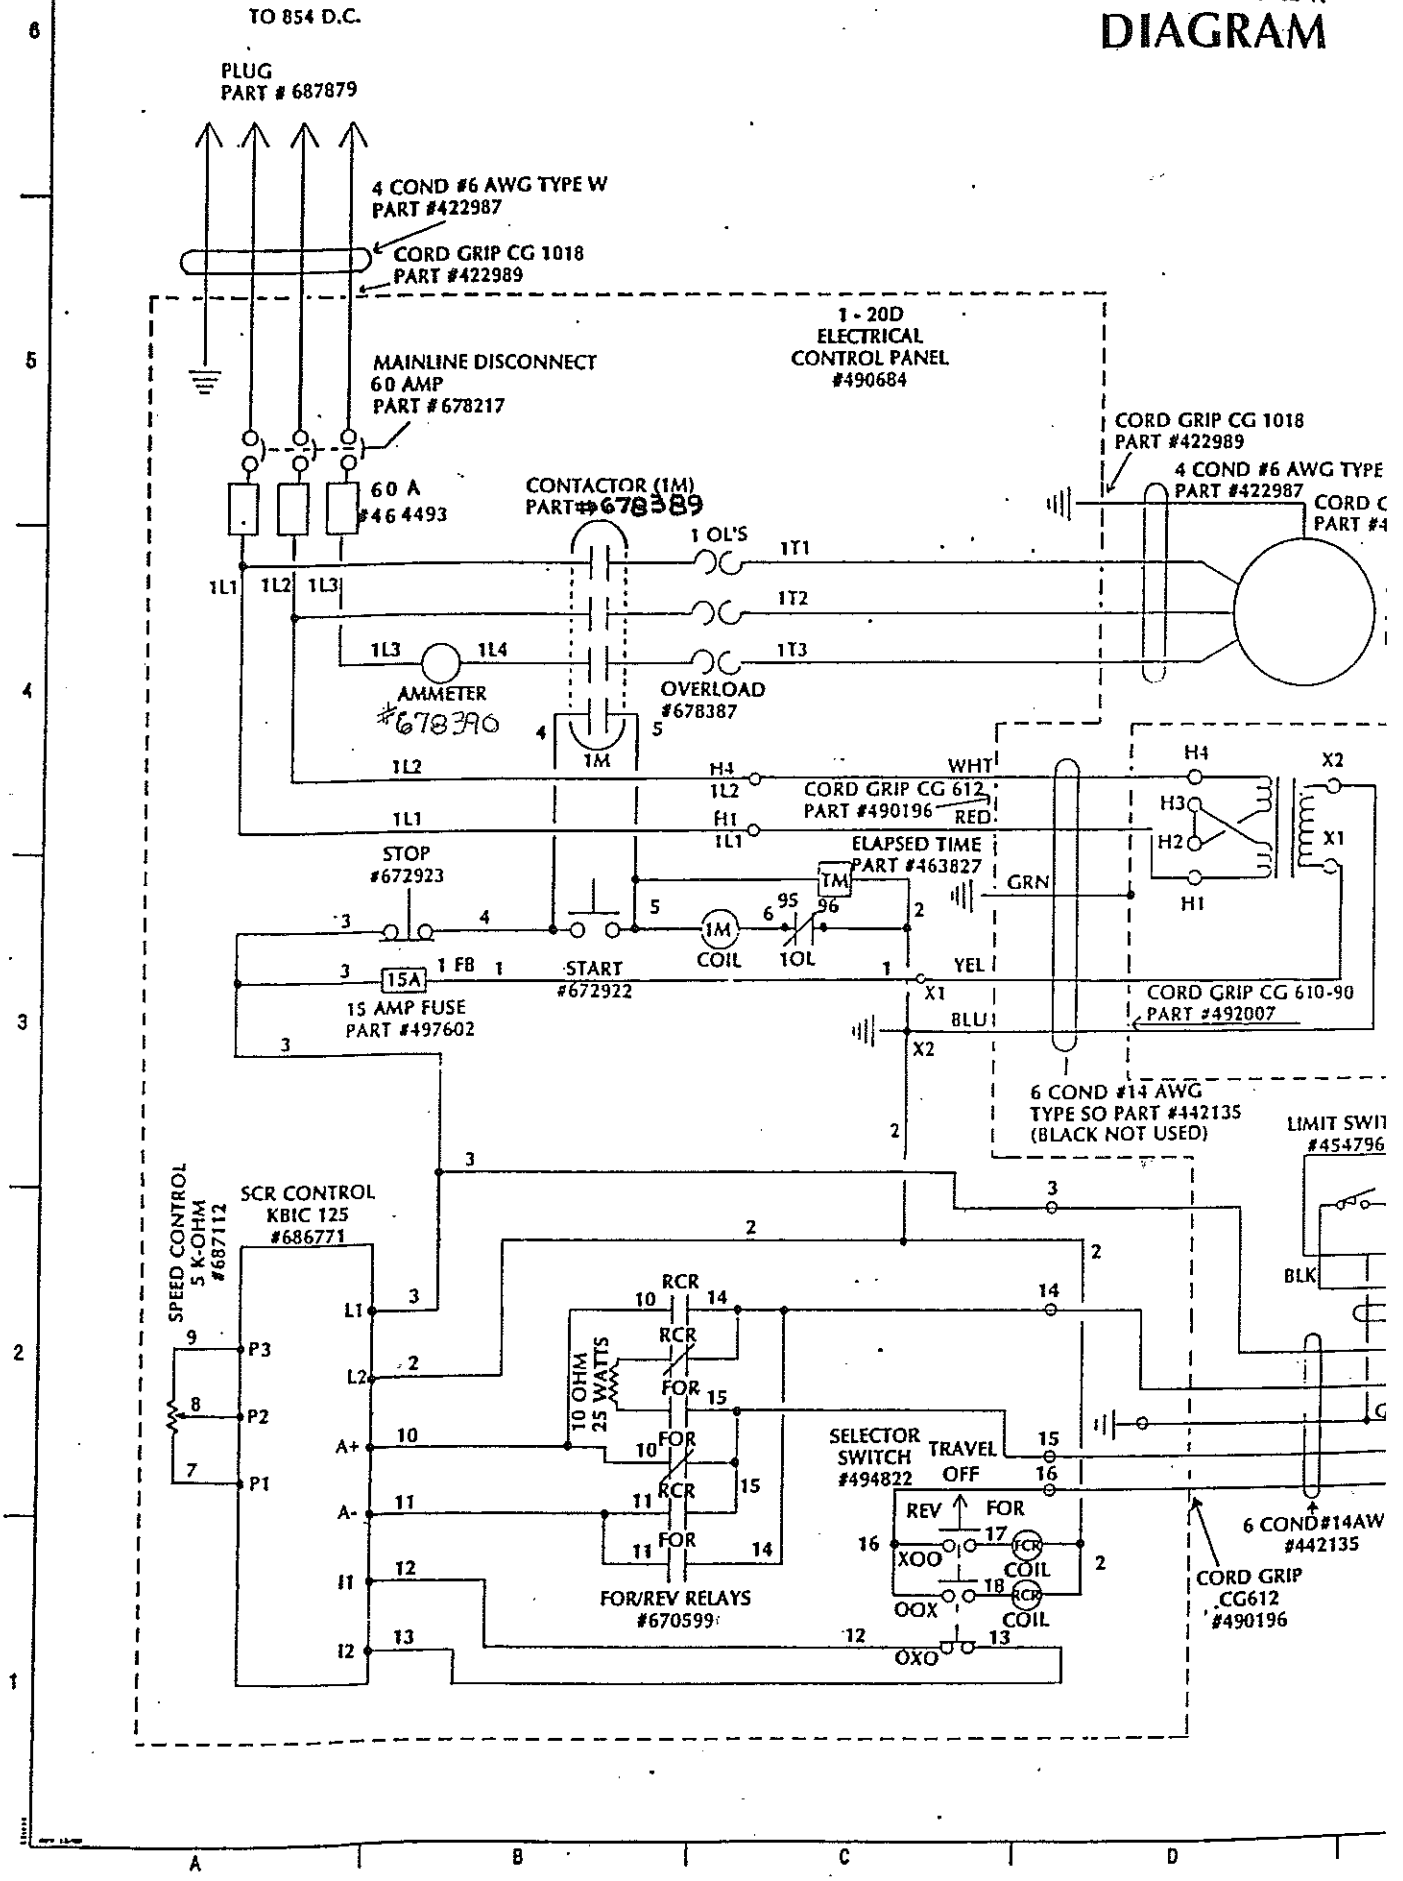 6
TO 854 D.C.
DIAGRAM
PLUG
PART # 687879
4 COND #6 AWG TYPE W
PART #422987
CORD GRIP CG 1018
PART #422989
1 - 20D
ELECTRICAL
CONTROL PANEL
#490684
5
MAINLINE DISCONNECT
60 AMP
PART #678217
CORD GRIP CG 1018
PART #422989
4 COND #6 AWG TYPE
PART #422987
CORD C
PART #4
60 A
#464493
CONTACTOR (1M)
PART #678389
1 OL'S
1T1
1L1
1L2
1L3
1T2
1L3
1L4
1T3
AMMETER
#678390
OVERLOAD
#678387
4
4
5
1M
1L2
H4
1L2
WHT
CORD GRIP CG 612
PART #490196
H4
X2
H3
1L1
H1
1L1
RED
H2
X1
STOP
#672923
ELAPSED TIME
PART #463827
TM
GRN
H1
3
4
5
1M
COIL
6
95
96
1OL
2
3
15A
1 FB
1
START
#672922
1
X1
YEL
15 AMP FUSE
PART #497602
CORD GRIP CG 610-90
PART #492007
3
3
BLU
X2
6 COND #14 AWG
TYPE SO PART #442135
(BLACK NOT USED)
2
LIMIT SWIT
#454796
3
3
SPEED CONTROL
5 K-OHM
#687112
SCR CONTROL
KBIC 125
#686771
2
2
BLK
L1
3
10
RCR
14
14
RCR
2
9
P3
L2
2
10 OHM
25 WATTS
FOR
15
8
P2
A+
10
FOR
10
SELECTOR
SWITCH
#494822
TRAVEL
OFF
15
16
7
P1
15
RCR
11
A-
11
REV
FOR
6 COND#14AW
#442135
FOR
11
14
16
XOO
17
FCR
COIL
2
I1
12
FOR/REV RELAYS
#670599
OOX
18
RCR
COIL
CORD GRIP
CG612
#490196
I2
13
12
OXO
13
1
A
B
C
D